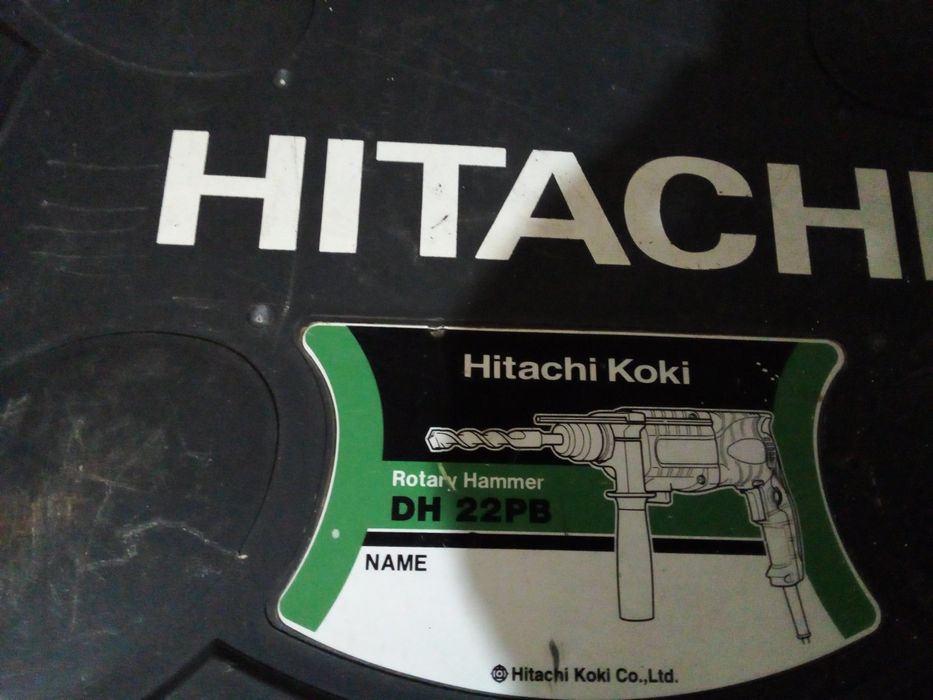 HITACHI
Hitachi Koki
Rotary Hammer
DH 22PB
NAME
Hitachi Koki Co.,Ltd.